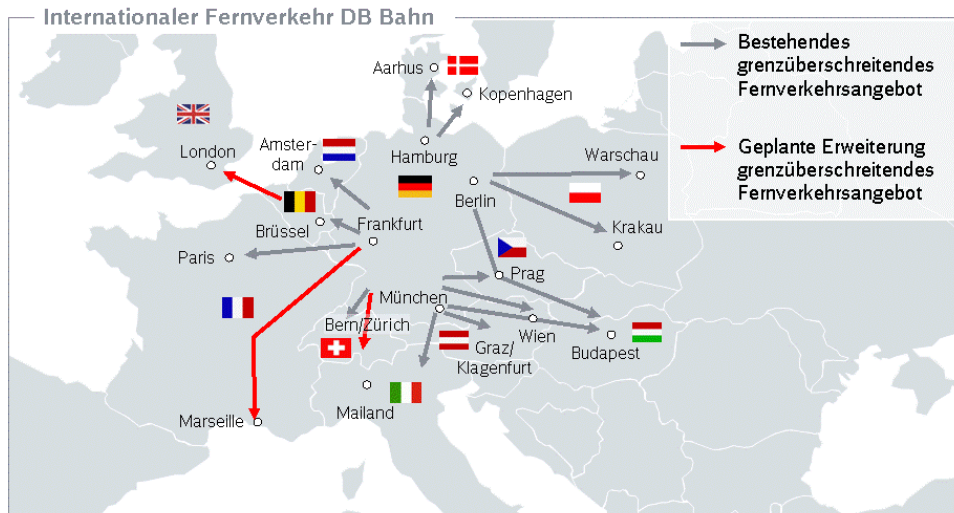 Internationaler Fernverkehr DB Bahn
Bestehendes
grenzüberschreitendes
Fernverkehrsangebot
Geplante Erweiterung
grenzüberschreitendes
Fernverkehrsangebot
Aarhus
Kopenhagen
London
Amster-
dam
Hamburg
Warschau
Berlin
Brüssel
Frankfurt
Krakau
Paris
Prag
München
Bern/Zürich
Wien
Graz/
Klagenfurt
Budapest
Mailand
Marseille